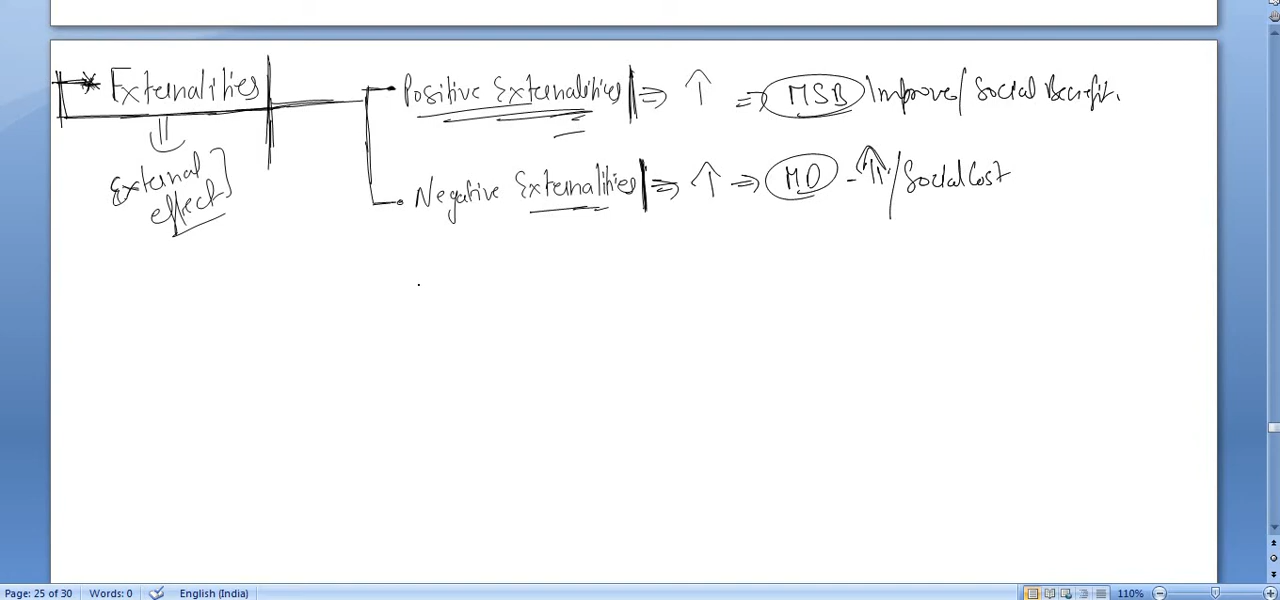 * Externalities
Positive Externalities ⇒ ↑ ⇒ MSB Improve/Social Benefit.
External effect
Negative Externalities ⇒ ↑ ⇒ MD - ⇑/Social Cost
Page: 25 of 30 Words: 0 English (India) 110%